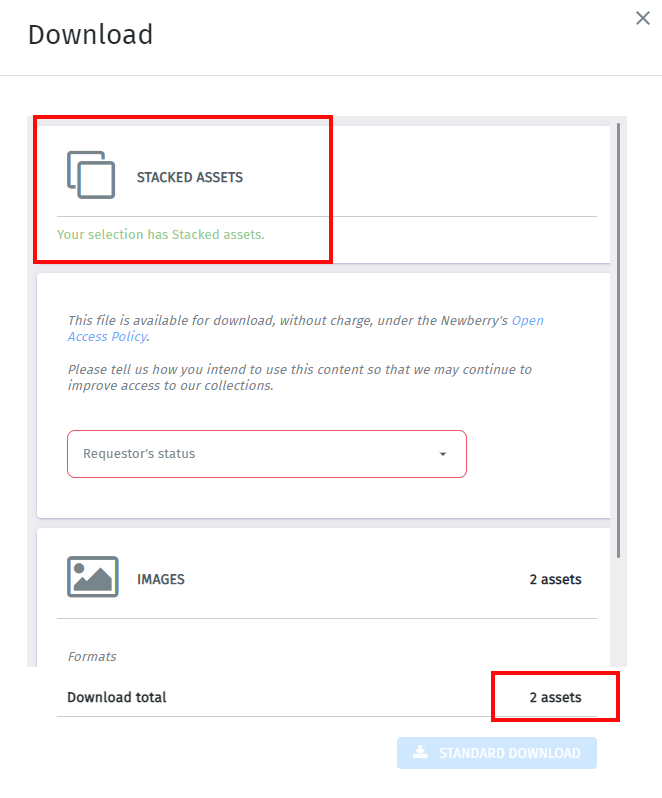 Download
STACKED ASSETS
Your selection has Stacked assets.
This file is available for download, without charge, under the Newberry's Open
Access Policy.
Please tell us how you intend to use this content so that we may continue to
improve access to our collections.
Requestor's status
IMAGES 2 assets
Formats
Download total 2 assets
STANDARD DOWNLOAD